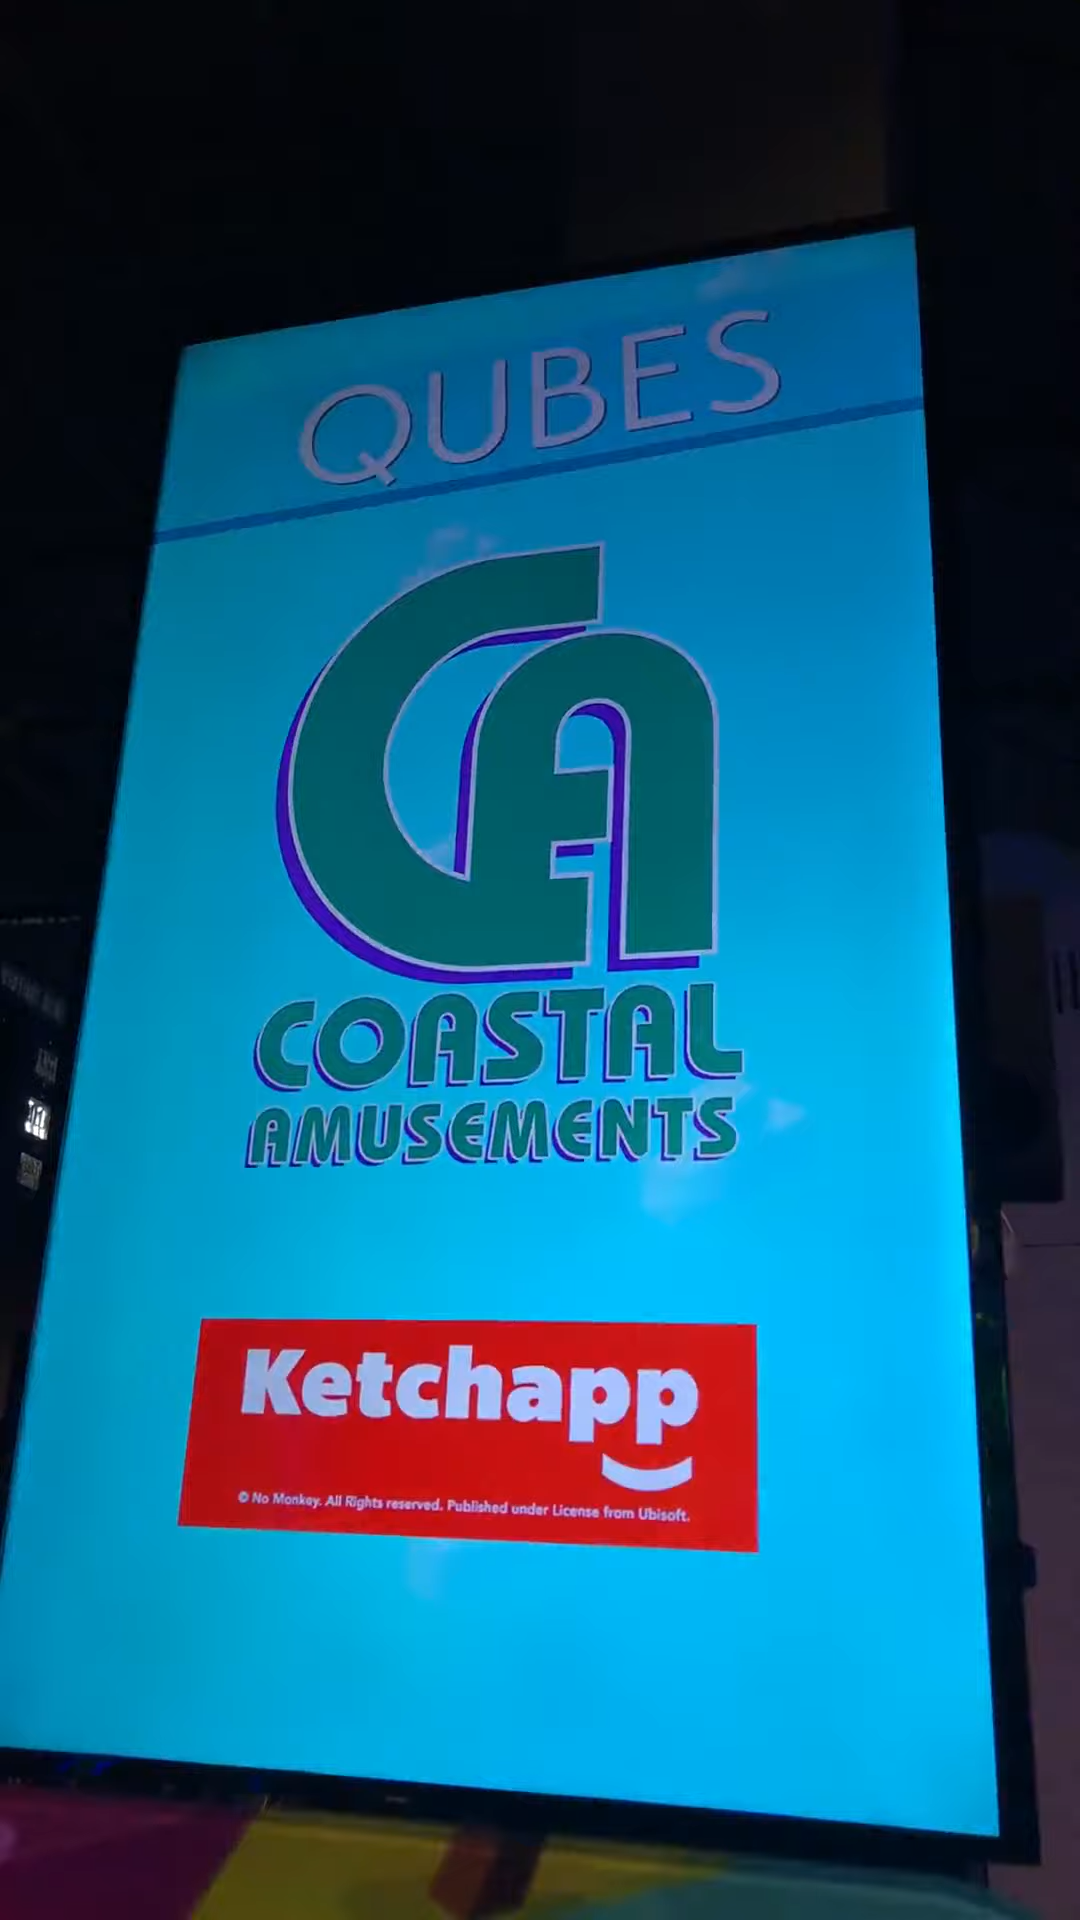 QUBES
CA
COASTAL
AMUSEMENTS
Ketchapp
© No Monkey. All Rights reserved. Published under License from Ubisoft.